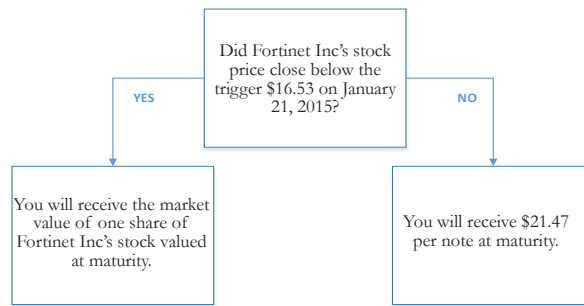 Did Fortinet Inc's stock
price close below the
trigger $16.53 on January
21, 2015?
YES
NO
You will receive the market
value of one share of
Fortinet Inc's stock valued
at maturity.
You will receive $21.47
per note at maturity.